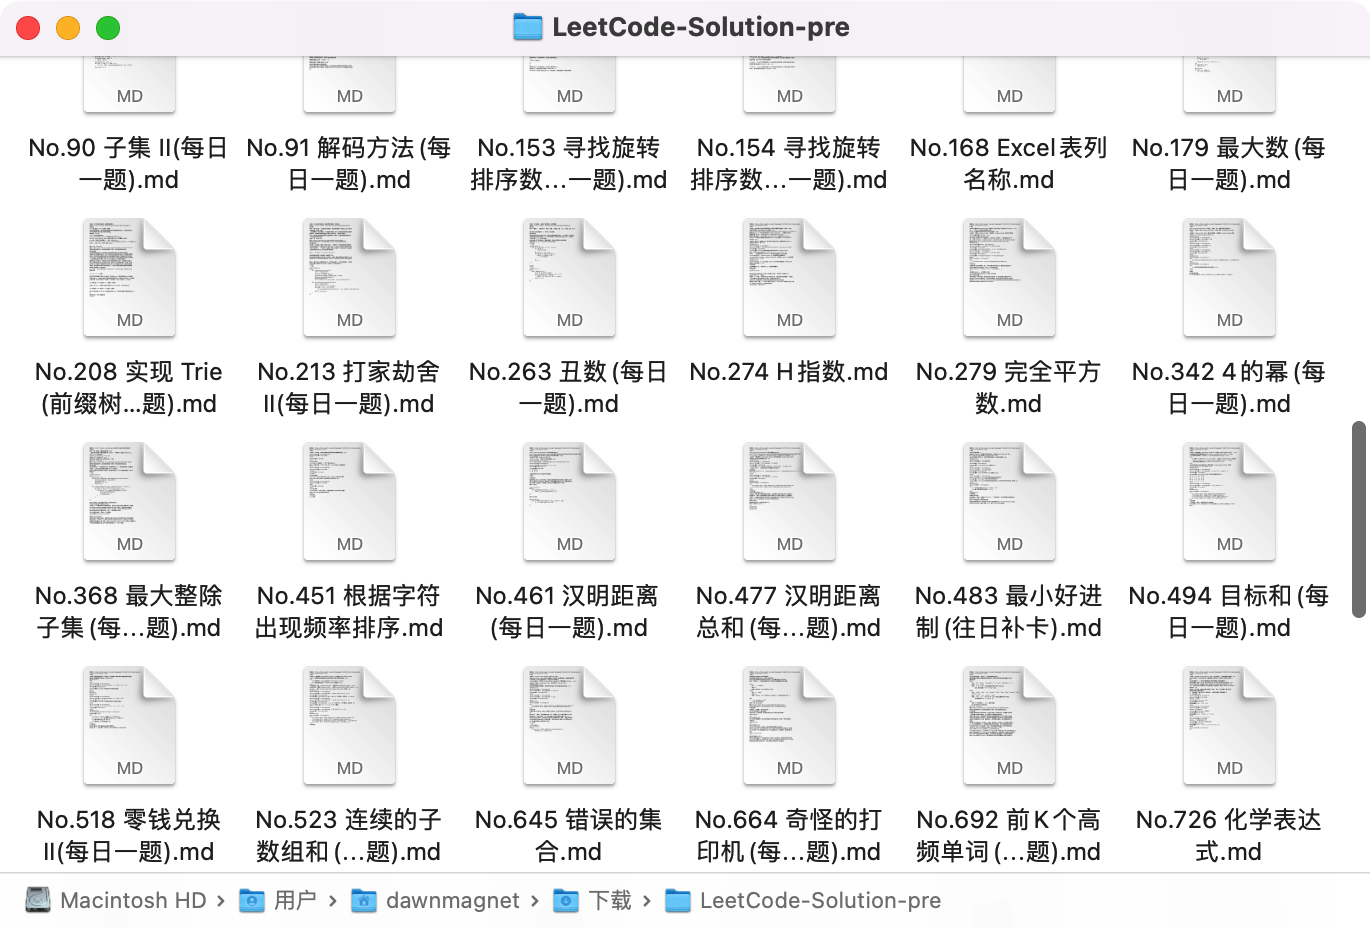 LeetCode-Solution-pre
MD MD MD MD MD MD
No.90 子集 II(每日 No.91 解码方法(每 No.153 寻找旋转 No.154 寻找旋转 No.168 Excel表列 No.179 最大数(每
一题).md 日一题).md 排序数...一题).md 排序数...一题).md 名称.md 日一题).md
MD MD MD MD MD MD
No.208 实现 Trie No.213 打家劫舍 No.263 丑数(每日 No.274 H指数.md No.279 完全平方 No.342 4的幂(每
(前缀树...题).md II(每日一题).md 一题).md 数.md 日一题).md
MD MD MD MD MD MD
No.368 最大整除 No.451 根据字符 No.461 汉明距离 No.477 汉明距离 No.483 最小好进 No.494 目标和(每
子集(每...题).md 出现频率排序.md (每日一题).md 总和(每...题).md 制(往日补卡).md 日一题).md
MD MD MD MD MD MD
No.518 零钱兑换 No.523 连续的子 No.645 错误的集 No.664 奇怪的打 No.692 前K个高 No.726 化学表达
II(每日一题).md 数组和(...题).md 合.md 印机(每...题).md 频单词(...题).md 式.md
Macintosh HD › 用户 › dawnmagnet › 下载 › LeetCode-Solution-pre